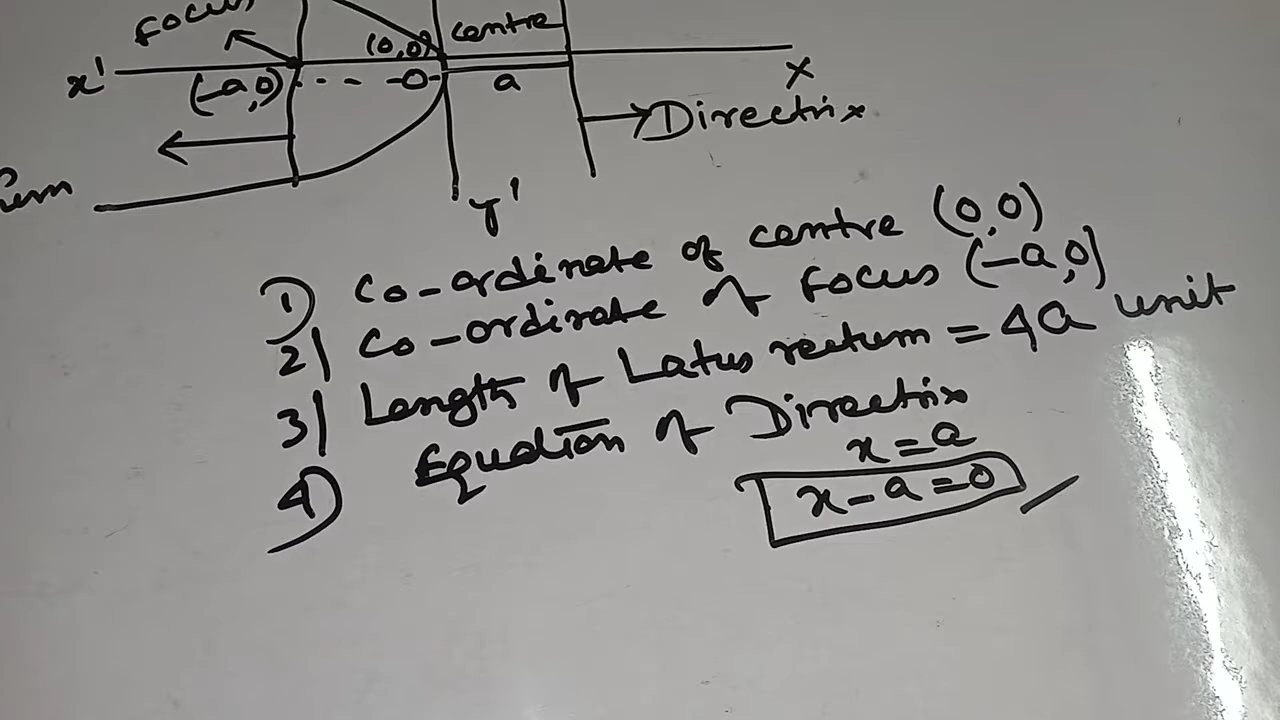 focus
(0,0) centre
x'
(-a,0)
-0-
a
X
Directrix
y'
1) Co-ordinate of centre (0,0)
2) Co-ordinate of Focus (-a,0)
3) Length of Latus rectum = 4a unit
4) Equation of Directrix
x=a
x-a=0